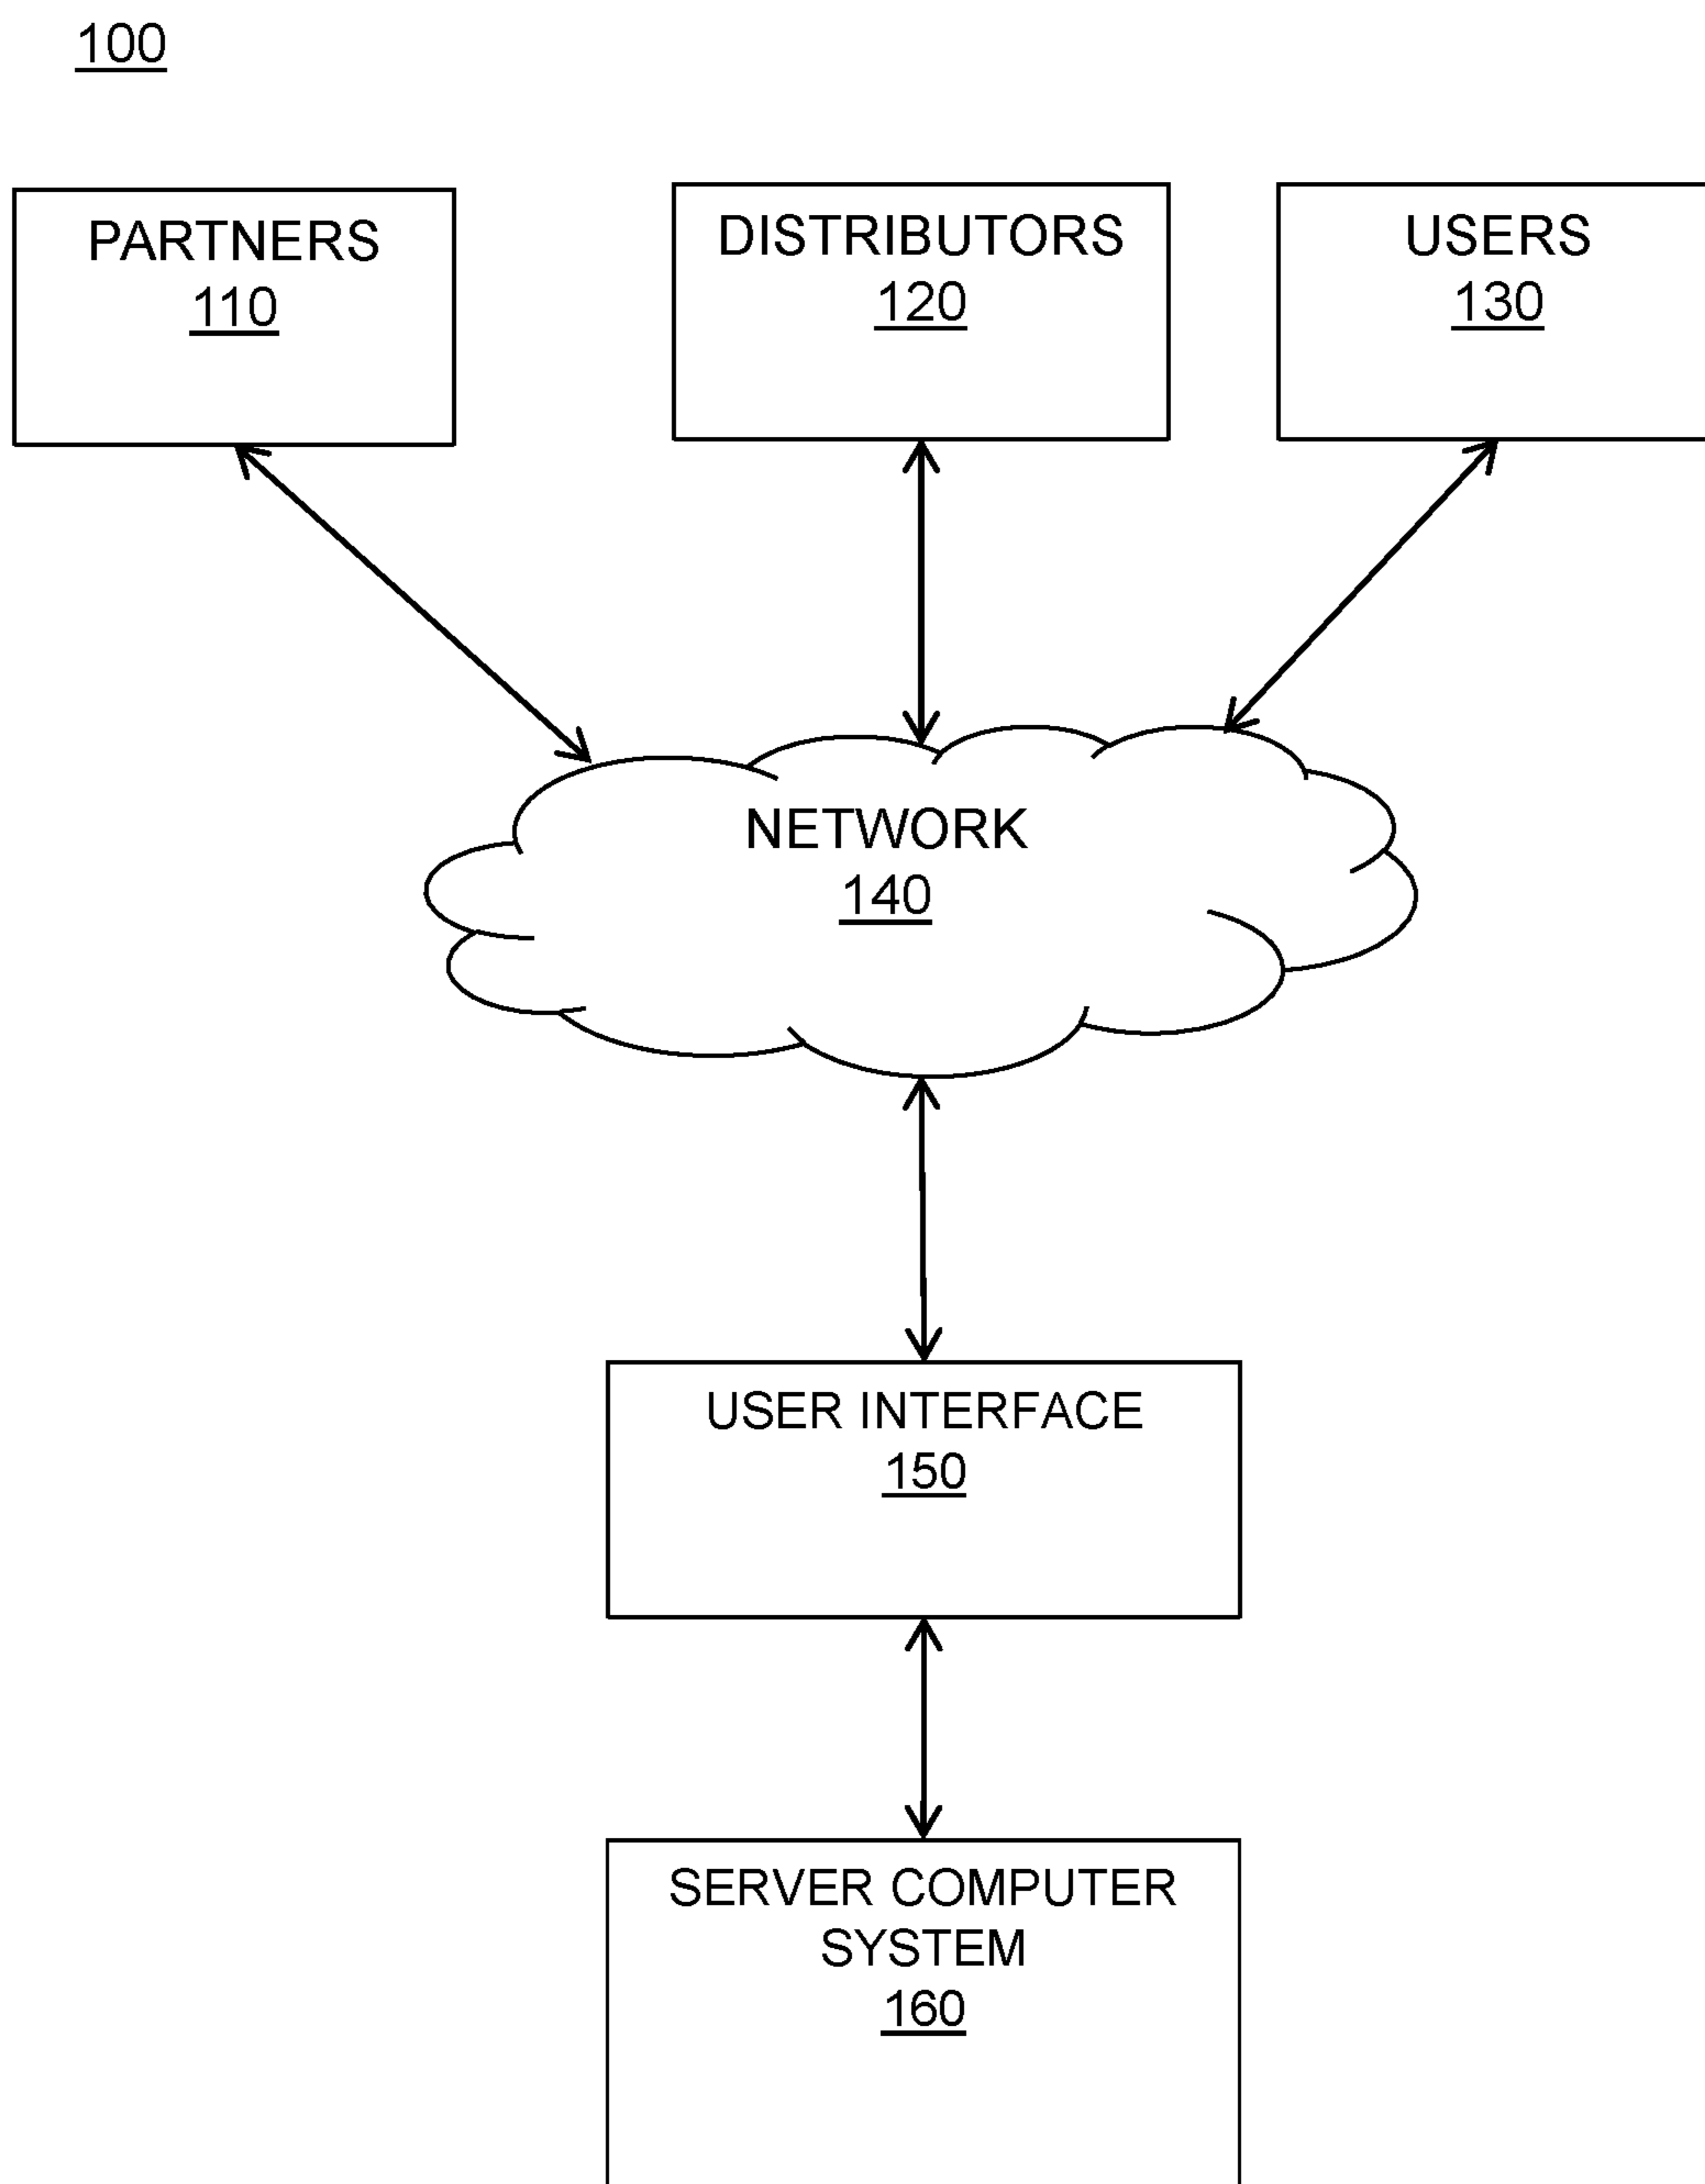 100
PARTNERS
110
DISTRIBUTORS
120
USERS
130
NETWORK
140
USER INTERFACE
150
SERVER COMPUTER
SYSTEM
160